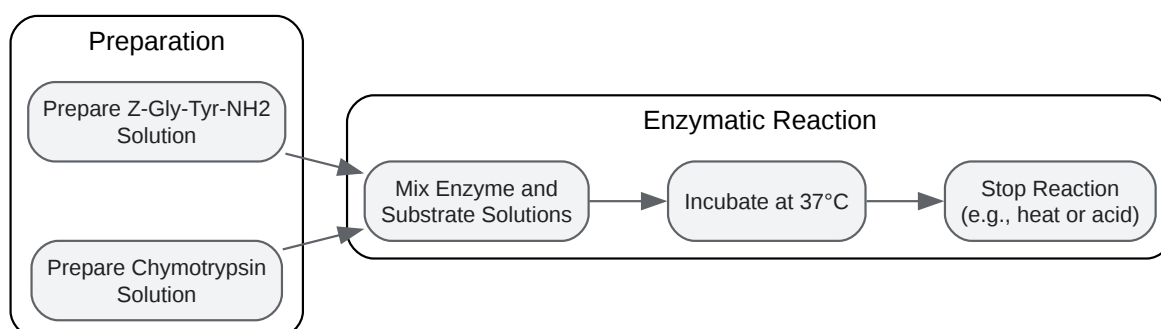 Preparation
Prepare Z-Gly-Tyr-NH2
Solution
Prepare Chymotrypsin
Solution
Enzymatic Reaction
Mix Enzyme and
Substrate Solutions
Incubate at 37°C
Stop Reaction
(e.g., heat or acid)